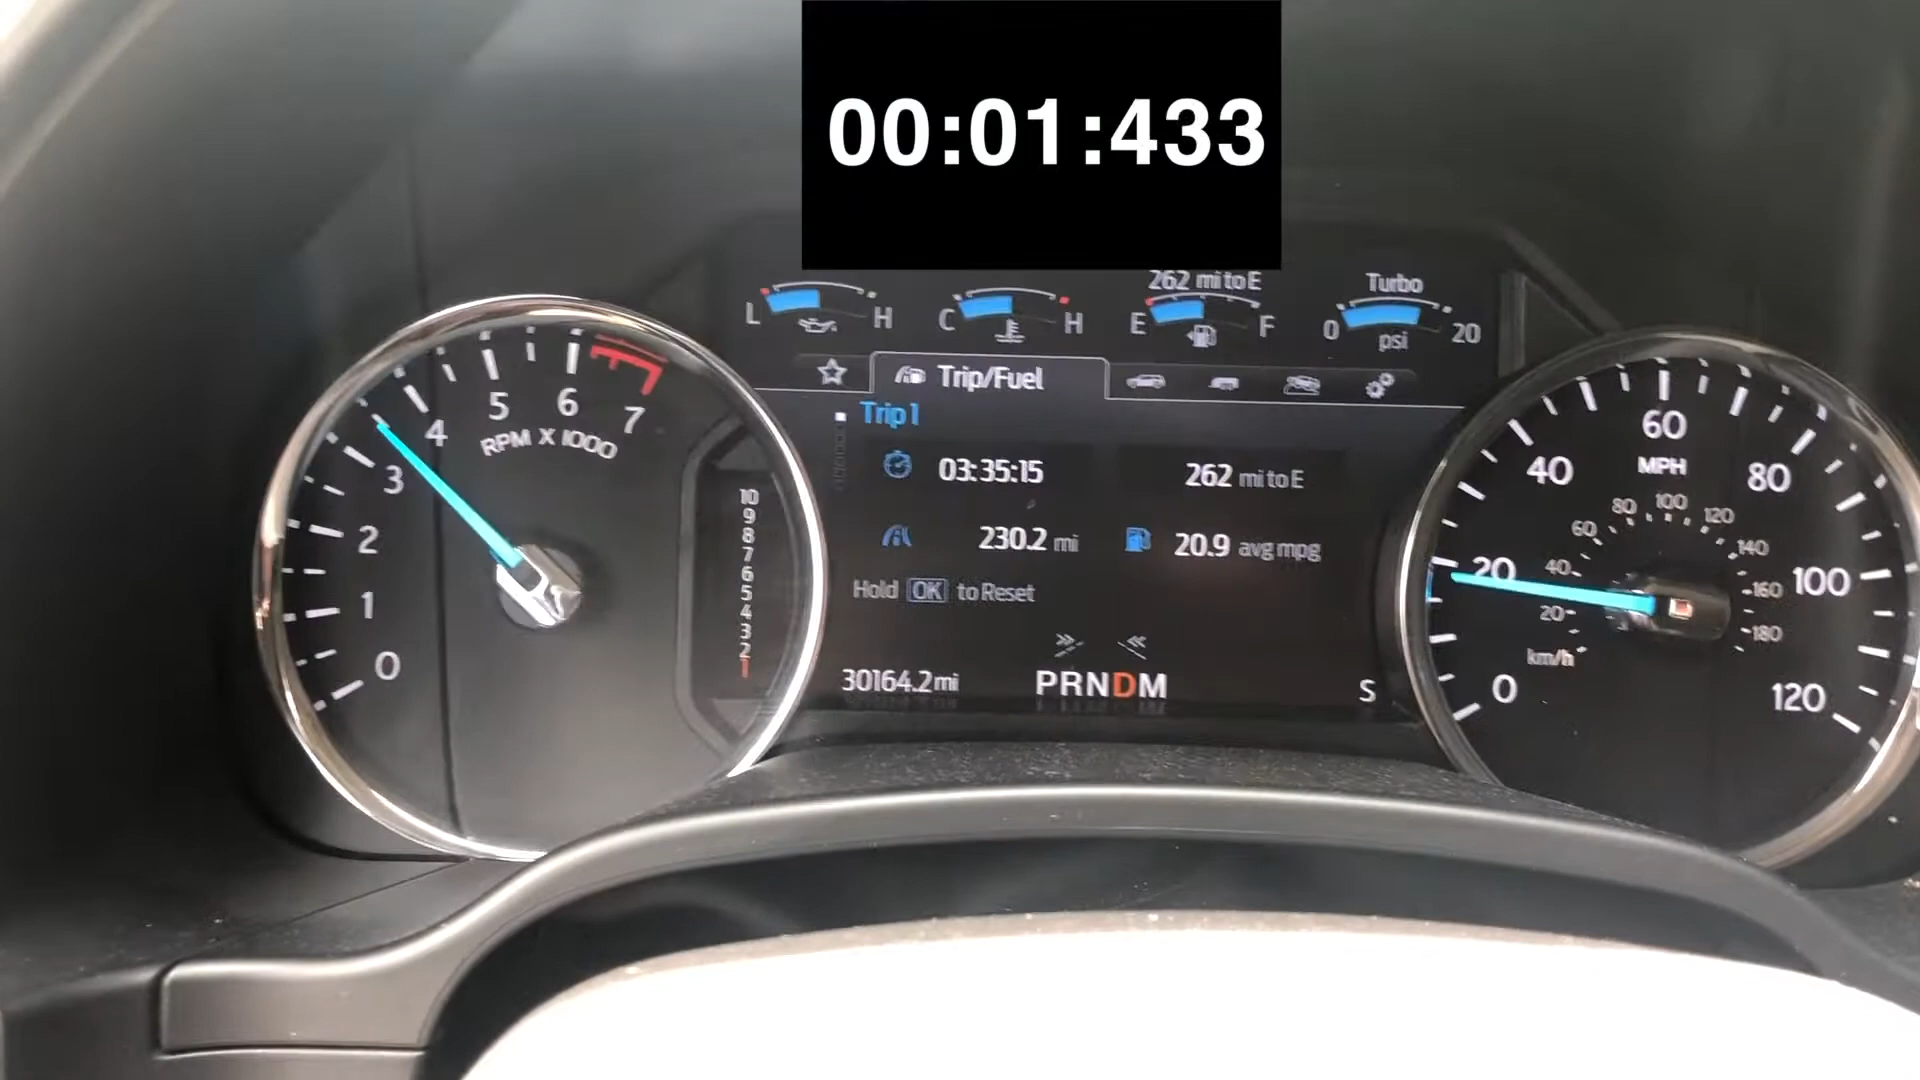 00:01:433
262 mi to E
Turbo
L H
C H
E F
0 20
psi
Trip/Fuel
Trip 1
03:35:15
262 mi to E
230.2 mi
20.9 avg mpg
Hold OK to Reset
30164.2 mi
PRNDM
S
0 1 2 3 4 5 6 7
RPM X 1000
10
9
8
7
6
5
4
3
2
1
0 20 40 60 80 100 120
MPH
20 40 60 80 100 120 140 160 180
km/h